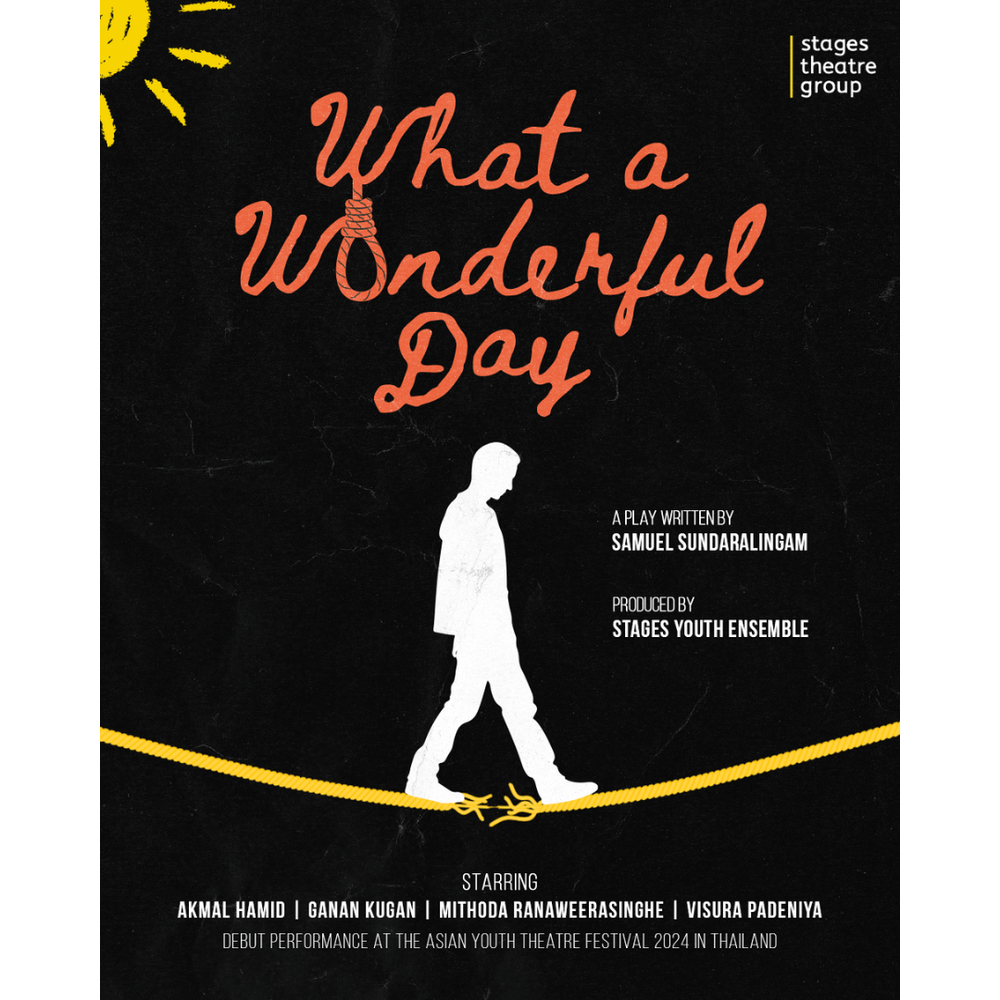 stages
theatre
group
What a
Wonderful
Day
A PLAY WRITTEN BY
SAMUEL SUNDARALINGAM
PRODUCED BY
STAGES YOUTH ENSEMBLE
STARRING
AKMAL HAMID | GANAN KUGAN | MITHODA RANAWEERASINGHE | VISURA PADENIYA
DEBUT PERFORMANCE AT THE ASIAN YOUTH THEATRE FESTIVAL 2024 IN THAILAND